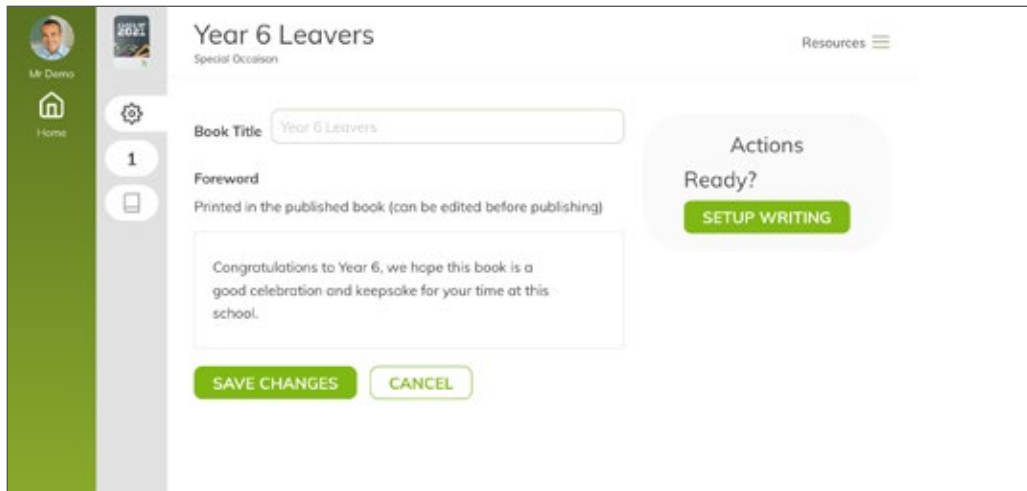 Mr Demo
Home
2021
1
Year 6 Leavers
Special Occaison
Resources
Book Title
Year 6 Leavers
Foreword
Printed in the published book (can be edited before publishing)
Congratulations to Year 6, we hope this book is a
good celebration and keepsake for your time at this
school.
SAVE CHANGES
CANCEL
Actions
Ready?
SETUP WRITING